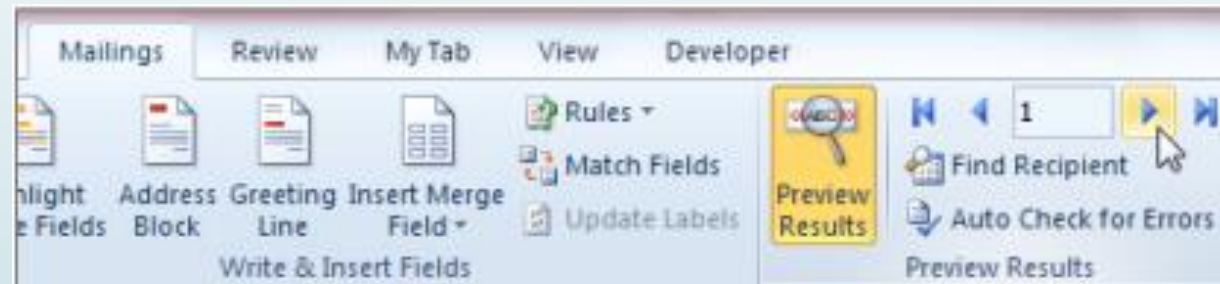 Mailings Review My Tab View Developer
Rules
Match Fields
Update Labels
Address Block
Greeting Line
Insert Merge Field
Write & Insert Fields
Preview Results
1
Find Recipient
Auto Check for Errors
Preview Results